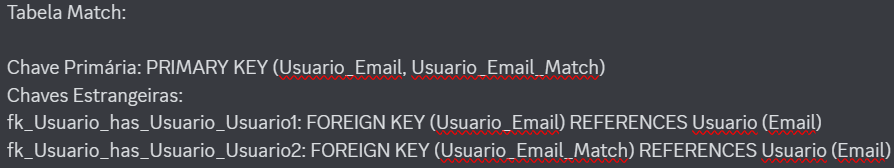 Tabela Match:
Chave Primária: PRIMARY KEY (Usuario_Email, Usuario_Email_Match)
Chaves Estrangeiras:
fk_Usuario_has_Usuario_Usuario1: FOREIGN KEY (Usuario_Email) REFERENCES Usuario (Email)
fk_Usuario_has_Usuario_Usuario2: FOREIGN KEY (Usuario_Email_Match) REFERENCES Usuario (Email)